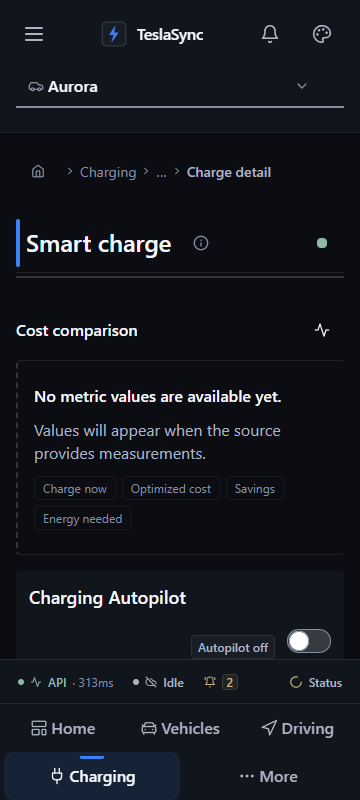 TeslaSync
Aurora
Charging
...
Charge detail
Smart charge
Cost comparison
No metric values are available yet.
Values will appear when the source
provides measurements.
Charge now
Optimized cost
Savings
Energy needed
Charging Autopilot
Autopilot off
API · 313ms
Idle
2
Status
Home
Vehicles
Driving
Charging
More